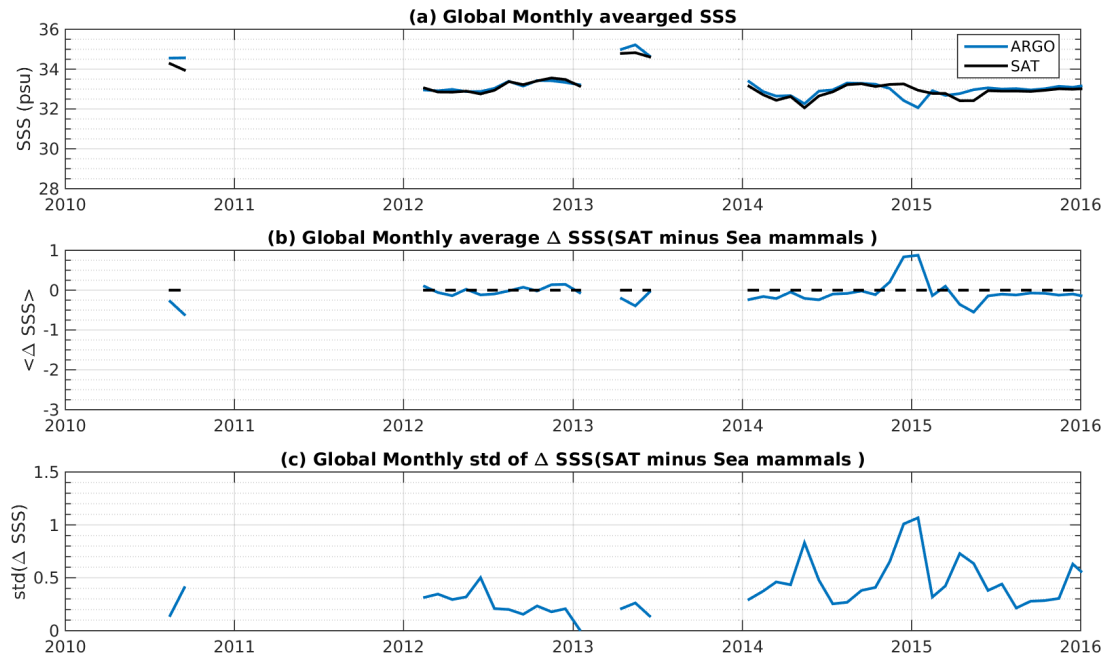 (a) Global Monthly avearged SSS
36
34
32
30
28
SSS (psu)
ARGO
SAT
2010 2011 2012 2013 2014 2015 2016
(b) Global Monthly average Δ SSS(SAT minus Sea mammals )
1
0
-1
-2
-3
<Δ SSS>
2010 2011 2012 2013 2014 2015 2016
(c) Global Monthly std of Δ SSS(SAT minus Sea mammals )
1.5
1
0.5
0
std(Δ SSS)
2010 2011 2012 2013 2014 2015 2016